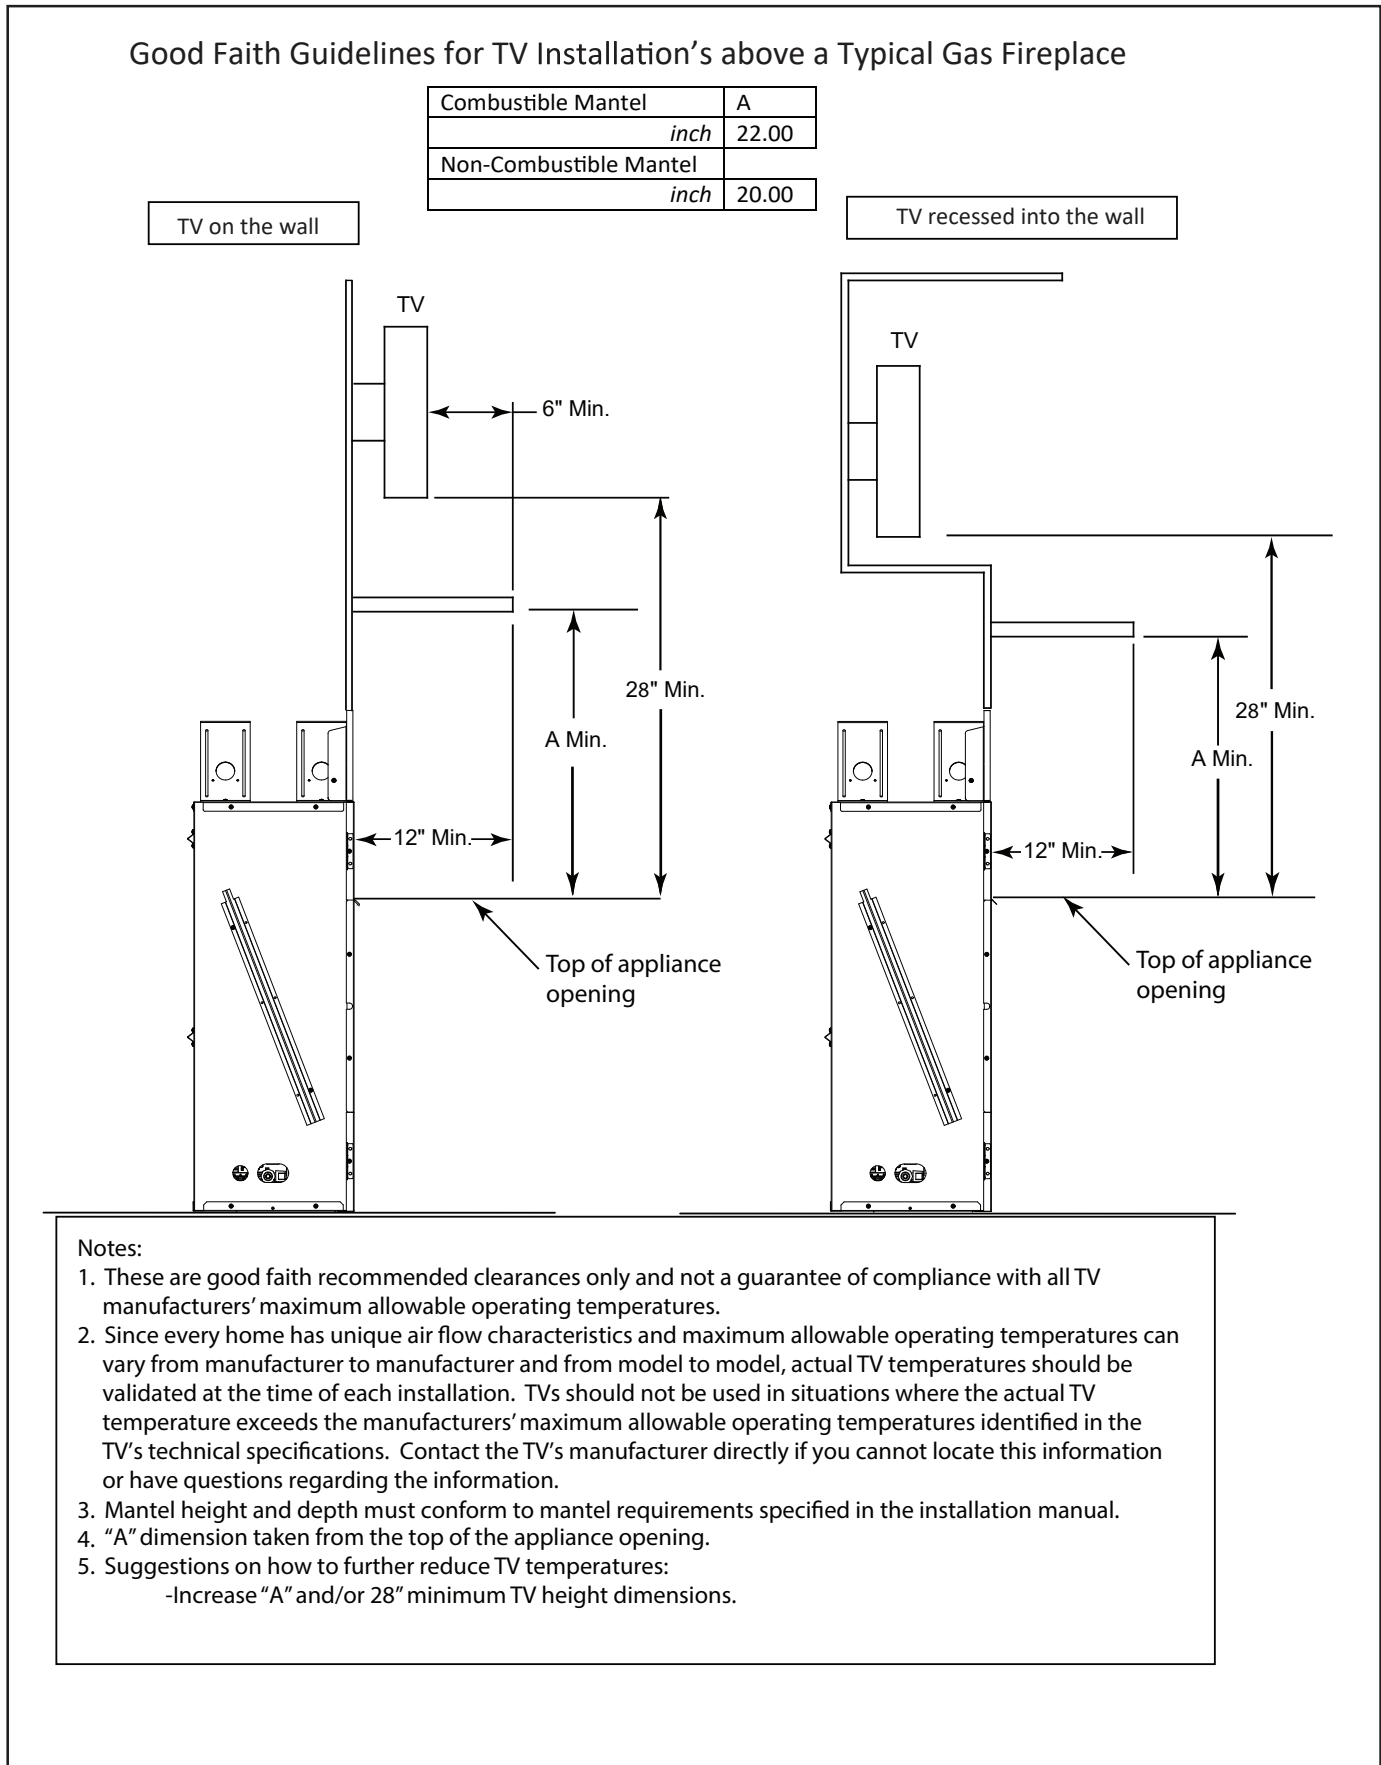 Good Faith Guidelines for TV Installation's above a Typical Gas Fireplace
Combustible Mantel A
inch 22.00
Non-Combustible Mantel
inch 20.00
TV on the wall
TV recessed into the wall
TV
6" Min.
28" Min.
A Min.
12" Min.
Top of appliance
opening
TV
28" Min.
A Min.
12" Min.
Top of appliance
opening
Notes:
1. These are good faith recommended clearances only and not a guarantee of compliance with all TV
manufacturers' maximum allowable operating temperatures.
2. Since every home has unique air flow characteristics and maximum allowable operating temperatures can
vary from manufacturer to manufacturer and from model to model, actual TV temperatures should be
validated at the time of each installation. TVs should not be used in situations where the actual TV
temperature exceeds the manufacturers' maximum allowable operating temperatures identified in the
TV's technical specifications. Contact the TV's manufacturer directly if you cannot locate this information
or have questions regarding the information.
3. Mantel height and depth must conform to mantel requirements specified in the installation manual.
4. “A” dimension taken from the top of the appliance opening.
5. Suggestions on how to further reduce TV temperatures:
-Increase “A” and/or 28” minimum TV height dimensions.